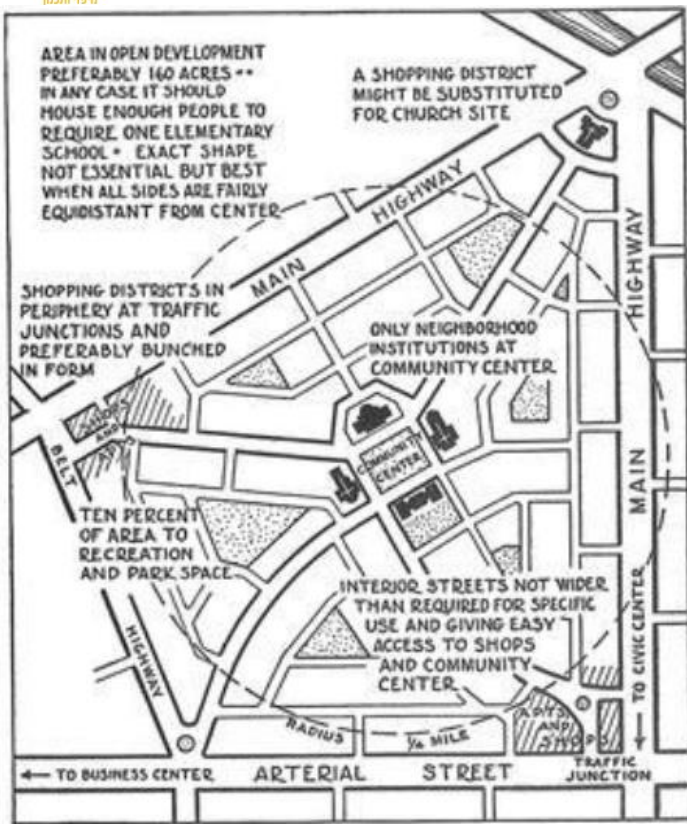 AREA IN OPEN DEVELOPMENT
PREFERABLY 160 ACRES ••
IN ANY CASE IT SHOULD
HOUSE ENOUGH PEOPLE TO
REQUIRE ONE ELEMENTARY
SCHOOL • EXACT SHAPE
NOT ESSENTIAL BUT BEST
WHEN ALL SIDES ARE FAIRLY
EQUIDISTANT FROM CENTER
A SHOPPING DISTRICT
MIGHT BE SUBSTITUTED
FOR CHURCH SITE
MAIN HIGHWAY
HIGHWAY
MAIN
SHOPPING DISTRICTS IN
PERIPHERY AT TRAFFIC
JUNCTIONS AND
PREFERABLY BUNCHED
IN FORM
ONLY NEIGHBORHOOD
INSTITUTIONS AT
COMMUNITY CENTER
SHOPS
AND
BELT
HIGHWAY
COMMUNITY
CENTER
TEN PERCENT
OF AREA TO
RECREATION
AND PARK SPACE
INTERIOR STREETS NOT WIDER
THAN REQUIRED FOR SPECIFIC
USE AND GIVING EASY
ACCESS TO SHOPS
AND COMMUNITY
CENTER
TO CIVIC CENTER
RADIUS ¼ MILE
APTS
AND
SHOPS
TRAFFIC
JUNCTION
← TO BUSINESS CENTER ARTERIAL STREET